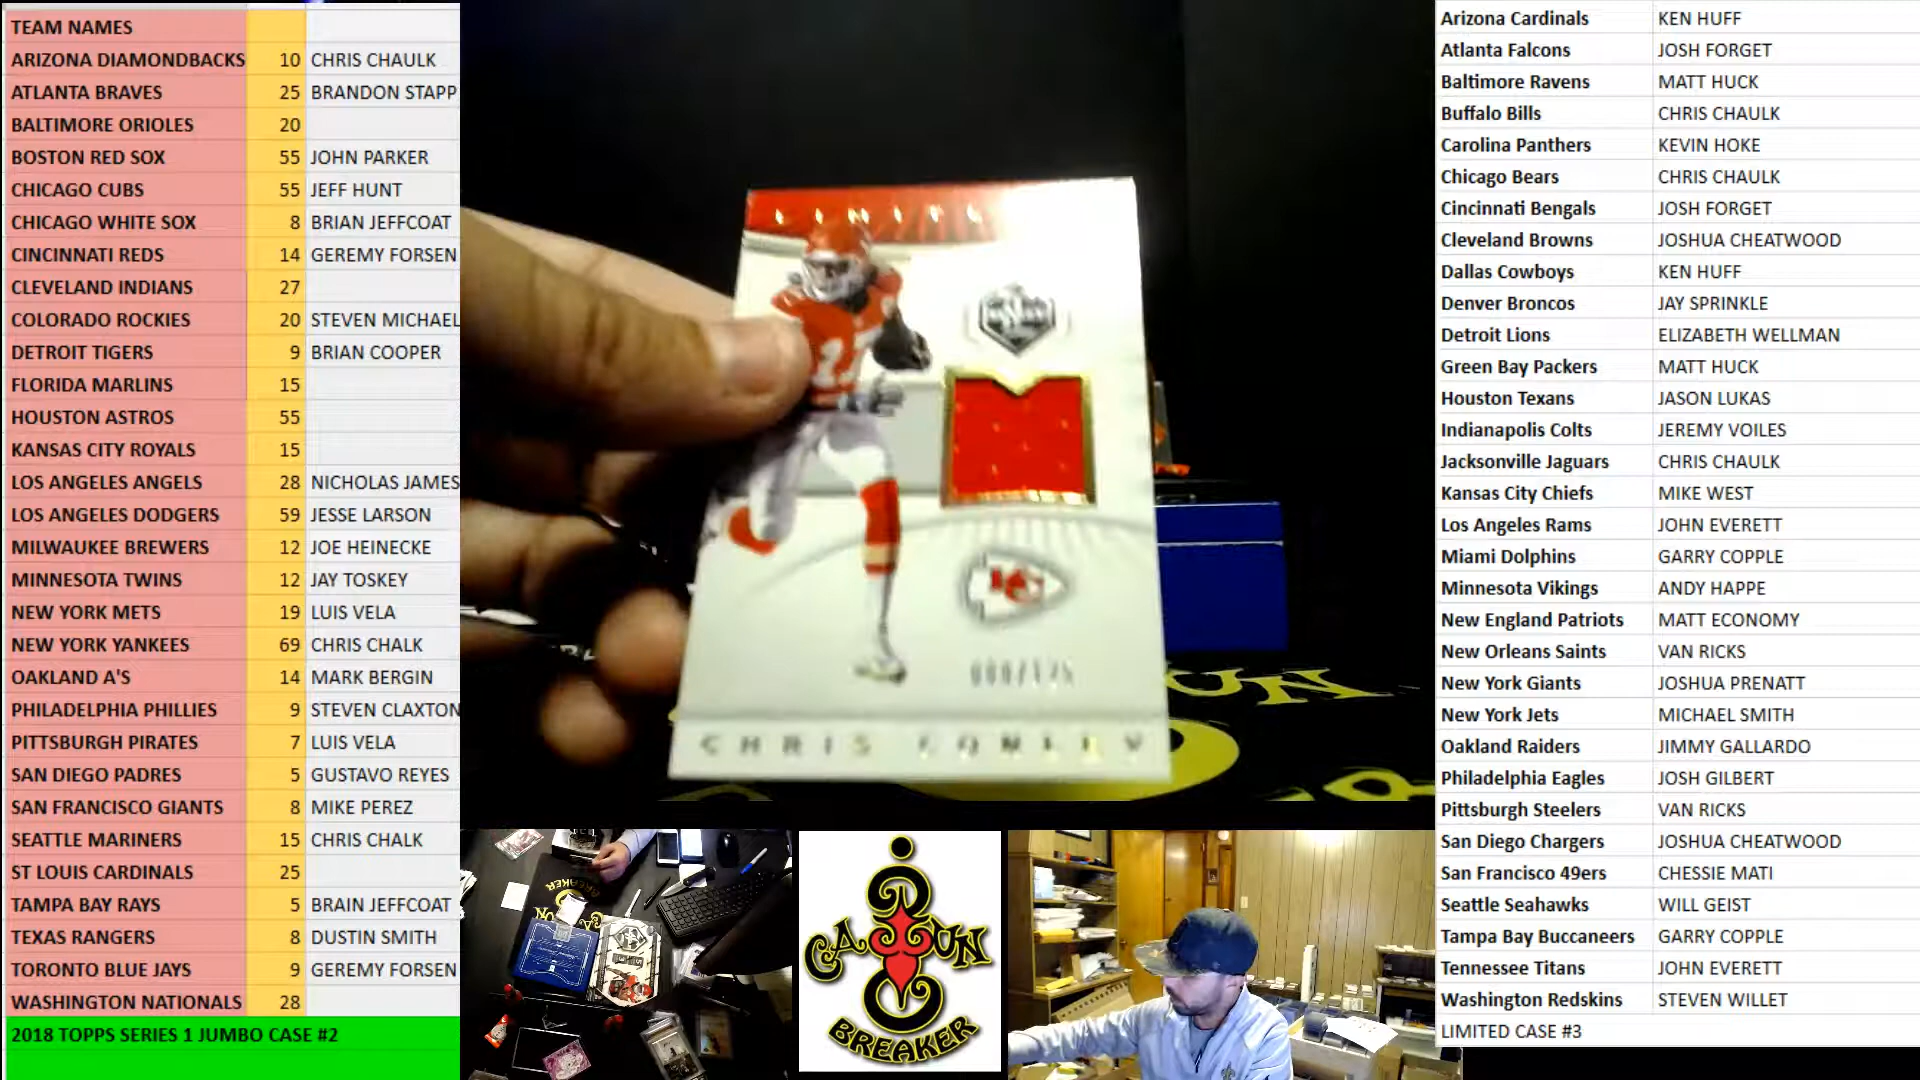 TEAM NAMES
ARIZONA DIAMONDBACKS 10 CHRIS CHAULK
ATLANTA BRAVES 25 BRANDON STAPP
BALTIMORE ORIOLES 20
BOSTON RED SOX 55 JOHN PARKER
CHICAGO CUBS 55 JEFF HUNT
CHICAGO WHITE SOX 8 BRIAN JEFFCOAT
CINCINNATI REDS 14 GEREMY FORSEN
CLEVELAND INDIANS 27
COLORADO ROCKIES 20 STEVEN MICHAEL
DETROIT TIGERS 9 BRIAN COOPER
FLORIDA MARLINS 15
HOUSTON ASTROS 55
KANSAS CITY ROYALS 15
LOS ANGELES ANGELS 28 NICHOLAS JAMES
LOS ANGELES DODGERS 59 JESSE LARSON
MILWAUKEE BREWERS 12 JOE HEINECKE
MINNESOTA TWINS 12 JAY TOSKEY
NEW YORK METS 19 LUIS VELA
NEW YORK YANKEES 69 CHRIS CHALK
OAKLAND A'S 14 MARK BERGIN
PHILADELPHIA PHILLIES 9 STEVEN CLAXTON
PITTSBURGH PIRATES 7 LUIS VELA
SAN DIEGO PADRES 5 GUSTAVO REYES
SAN FRANCISCO GIANTS 8 MIKE PEREZ
SEATTLE MARINERS 15 CHRIS CHALK
ST LOUIS CARDINALS 25
TAMPA BAY RAYS 5 BRAIN JEFFCOAT
TEXAS RANGERS 8 DUSTIN SMITH
TORONTO BLUE JAYS 9 GEREMY FORSEN
WASHINGTON NATIONALS 28
2018 TOPPS SERIES 1 JUMBO CASE #2
KC
CHRIS CONLEY
CAJUN
BREAKER
Arizona Cardinals KEN HUFF
Atlanta Falcons JOSH FORGET
Baltimore Ravens MATT HUCK
Buffalo Bills CHRIS CHAULK
Carolina Panthers KEVIN HOKE
Chicago Bears CHRIS CHAULK
Cincinnati Bengals JOSH FORGET
Cleveland Browns JOSHUA CHEATWOOD
Dallas Cowboys KEN HUFF
Denver Broncos JAY SPRINKLE
Detroit Lions ELIZABETH WELLMAN
Green Bay Packers MATT HUCK
Houston Texans JASON LUKAS
Indianapolis Colts JEREMY VOILES
Jacksonville Jaguars CHRIS CHAULK
Kansas City Chiefs MIKE WEST
Los Angeles Rams JOHN EVERETT
Miami Dolphins GARRY COPPLE
Minnesota Vikings ANDY HAPPE
New England Patriots MATT ECONOMY
New Orleans Saints VAN RICKS
New York Giants JOSHUA PRENATT
New York Jets MICHAEL SMITH
Oakland Raiders JIMMY GALLARDO
Philadelphia Eagles JOSH GILBERT
Pittsburgh Steelers VAN RICKS
San Diego Chargers JOSHUA CHEATWOOD
San Francisco 49ers CHESSIE MATI
Seattle Seahawks WILL GEIST
Tampa Bay Buccaneers GARRY COPPLE
Tennessee Titans JOHN EVERETT
Washington Redskins STEVEN WILLET
LIMITED CASE #3